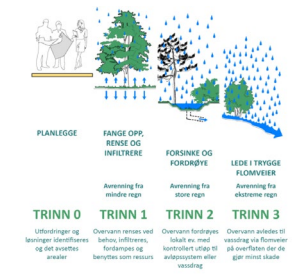 PLANLEGGE
FANGE OPP,
RENSE OG
INFILTRERE
FORSINKE OG
FORDRØYE
LEDE I TRYGGE
FLOMVEIER
Avrenning fra
mindre regn
Avrenning fra
store regn
Avrenning fra
ekstreme regn
TRINN 0
TRINN 1
TRINN 2
TRINN 3
Utfordringer og
løsninger identifiseres
og det avsettes
arealer
Overvann renses ved
behov, infiltreres,
fordampes og
benyttes som ressurs
Overvann fordrøyes
lokalt ev. med
kontrollert utløp til
avløpsystem eller
vassdrag
Overvann avledes til
vassdrag via flomveier
på overflaten der de
gjør minst skade